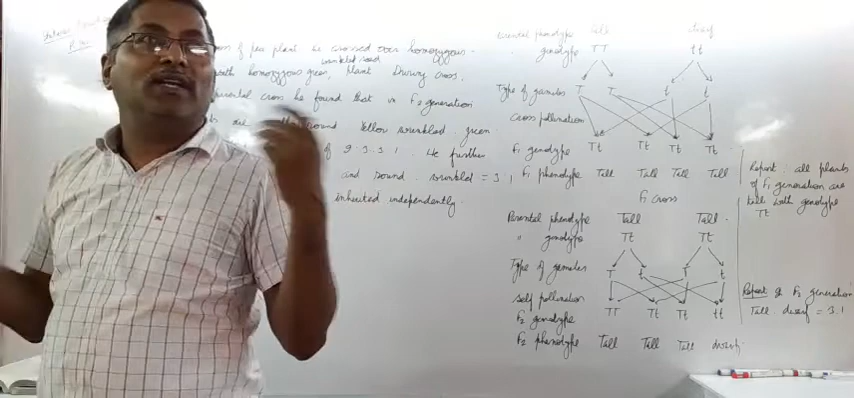 of pea plant he crossed over homozygous
wrinkled seed
with homozygous green, plant During cross,
parental cross he found that in F2 generation
round Yellow wrinkled . green.
of 9:3:3:1. He further
and round . wrinkled = 3:1
inherited independently.
Parental phenotype Tall dwarf
" genotype TT tt
Type of gametes T T t t
Cross pollination
F1 genotype Tt Tt Tt Tt
F1 phenotype Tall Tall Tall Tall
F1 cross
Parental phenotype Tall Tall
" genotype Tt Tt
Type of gametes T t T t
self pollination
F2 genotype TT Tt Tt tt
F2 phenotype Tall Tall Tall dwarf
Report : all plants
of F1 generation are
tall with genotype
Tt
Report of F2 generation
Tall : dwarf = 3:1